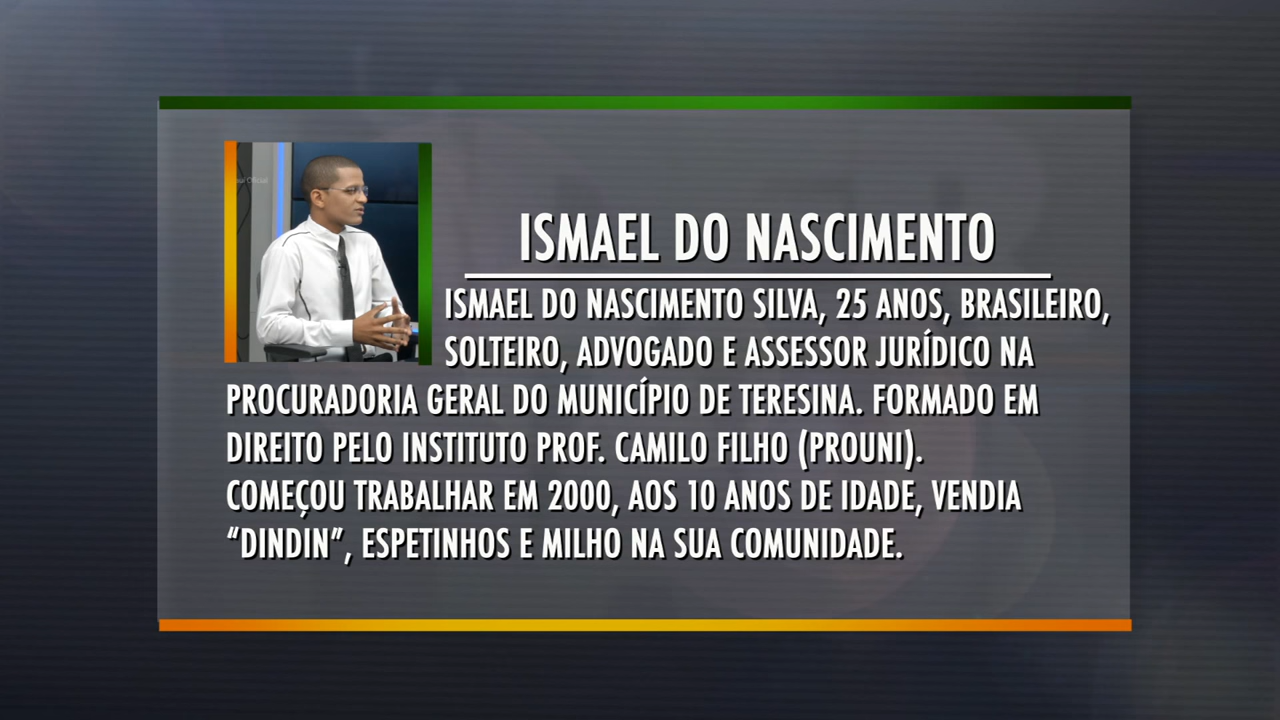 our Oficial
ISMAEL DO NASCIMENTO
ISMAEL DO NASCIMENTO SILVA, 25 ANOS, BRASILEIRO,
SOLTEIRO, ADVOGADO E ASSESSOR JURÍDICO NA
PROCURADORIA GERAL DO MUNICÍPIO DE TERESINA. FORMADO EM
DIREITO PELO INSTITUTO PROF. CAMILO FILHO (PROUNI).
COMEÇOU TRABALHAR EM 2000, AOS 10 ANOS DE IDADE, VENDIA
“DINDIN”, ESPETINHOS E MILHO NA SUA COMUNIDADE.